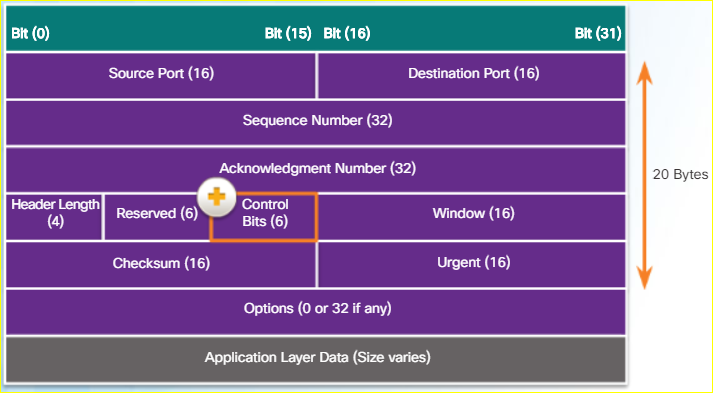 Bit (0) Bit (15) Bit (16) Bit (31)
Source Port (16) Destination Port (16)
Sequence Number (32)
Acknowledgment Number (32)
20 Bytes
Header Length
(4)
Reserved (6)
Control
Bits (6)
Window (16)
Checksum (16) Urgent (16)
Options (0 or 32 if any)
Application Layer Data (Size varies)